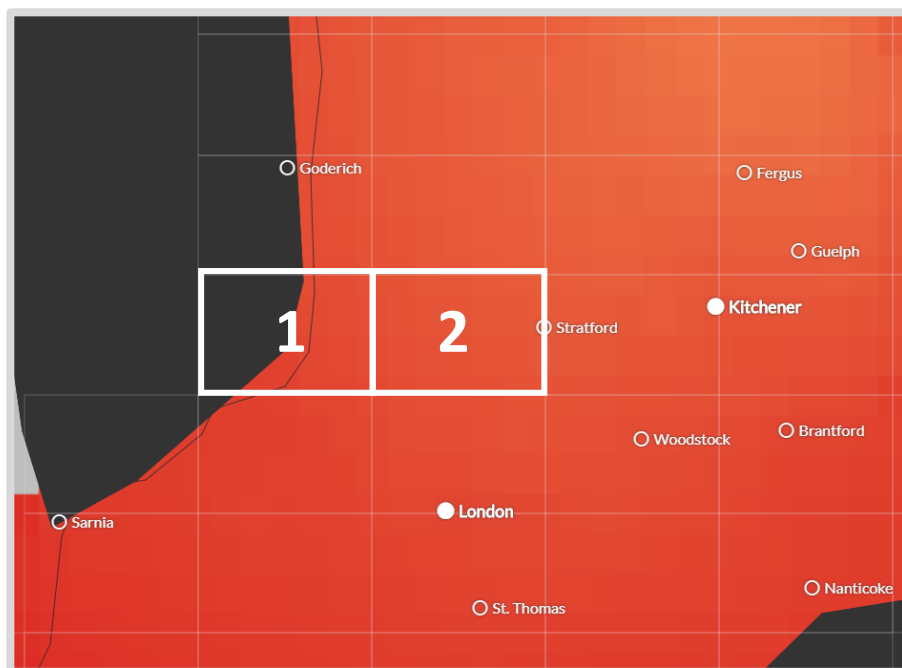 Goderich
Fergus
Guelph
Kitchener
1
2
Stratford
Brantford
Woodstock
London
Sarnia
Nanticoke
St. Thomas